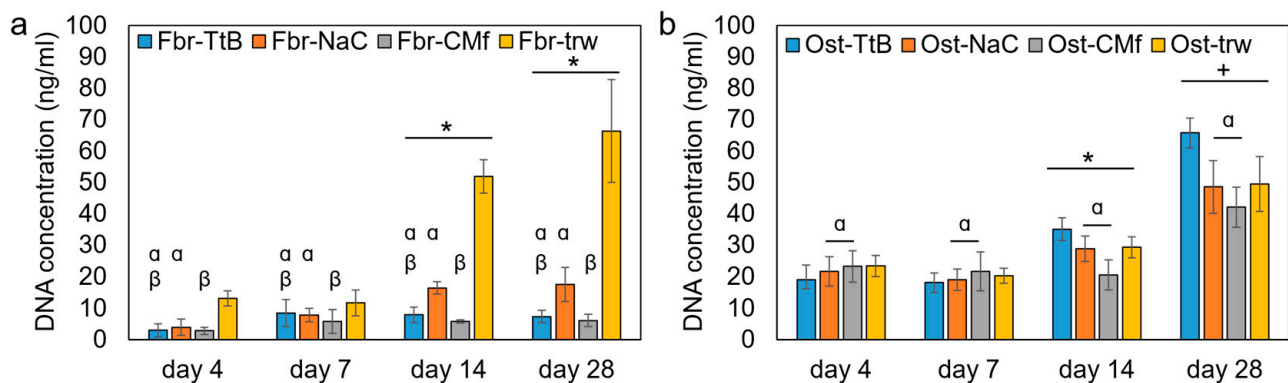 a
DNA concentration (ng/ml)
100
90
80
70
60
50
40
30
20
10
0
Fbr-TtB Fbr-NaC Fbr-CMf Fbr-trw
* *
α α α α α α α α
β β β β β β β β
day 4 day 7 day 14 day 28
b
DNA concentration (ng/ml)
100
90
80
70
60
50
40
30
20
10
0
Ost-TtB Ost-NaC Ost-CMf Ost-trw
+
α
*
α α α
day 4 day 7 day 14 day 28